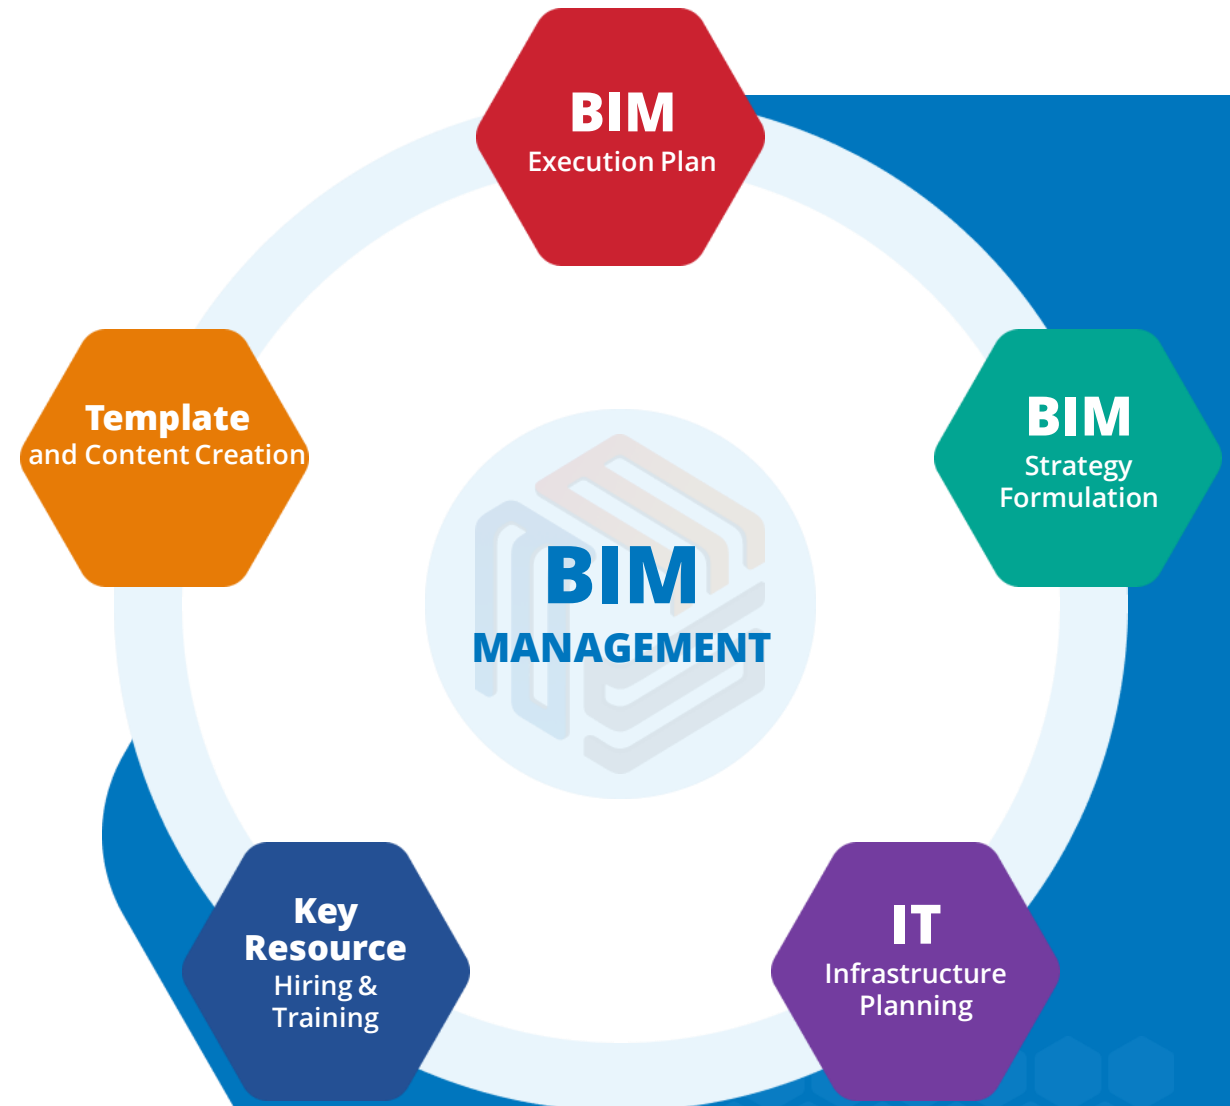 BIM
Execution Plan
Template
and Content Creation
BIM
Strategy
Formulation
BIM
MANAGEMENT
Key
Resource
Hiring &
Training
IT
Infrastructure
Planning